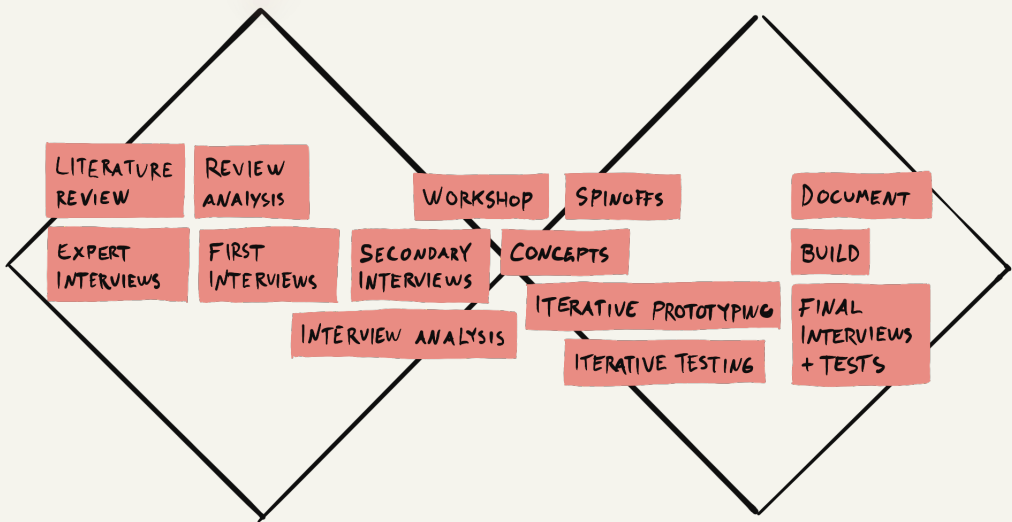 LITERATURE
REVIEW
REVIEW
ANALYSIS
EXPERT
INTERVIEWS
FIRST
INTERVIEWS
SECONDARY
INTERVIEWS
INTERVIEW ANALYSIS
WORKSHOP
SPINOFFS
CONCEPTS
ITERATIVE PROTOTYPING
ITERATIVE TESTING
DOCUMENT
BUILD
FINAL
INTERVIEWS
+ TESTS